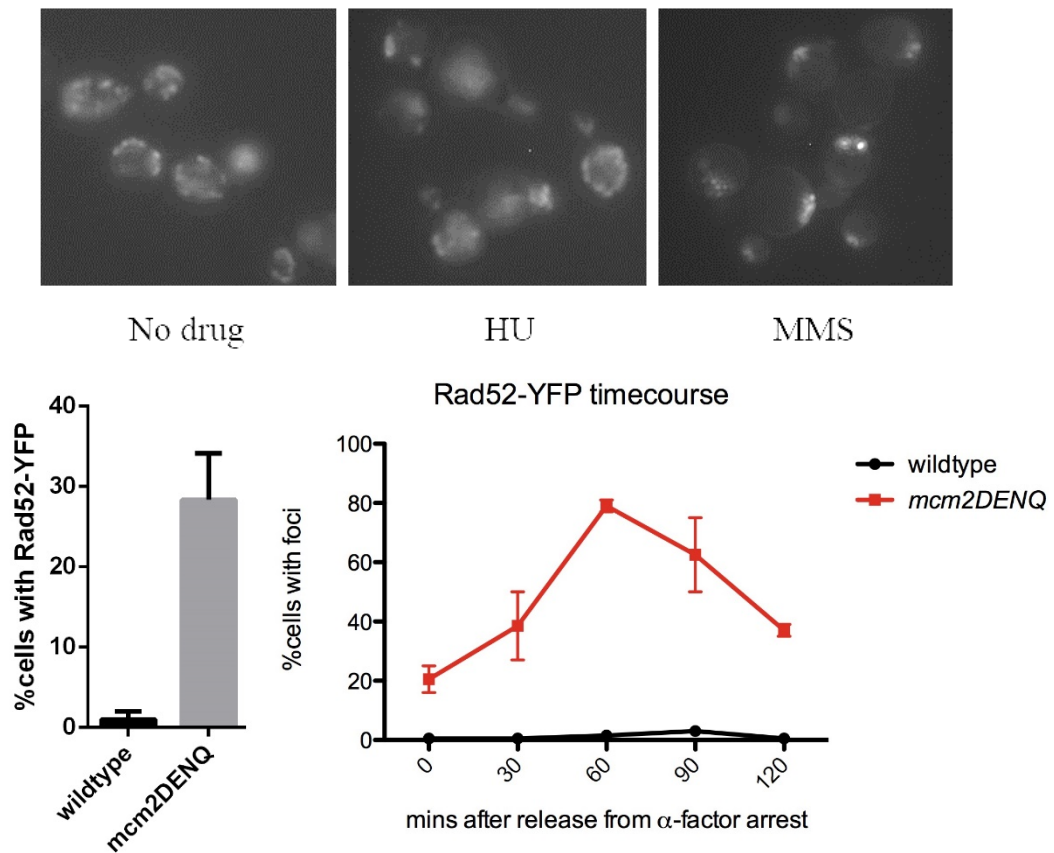 No drug
HU
MMS
%cells with Rad52-YFP
40
30
20
10
0
wildtype
mcm2DENQ
Rad52-YFP timecourse
%cells with foci
100
80
60
40
20
0
0
30
60
90
120
mins after release from α-factor arrest
wildtype
mcm2DENQ